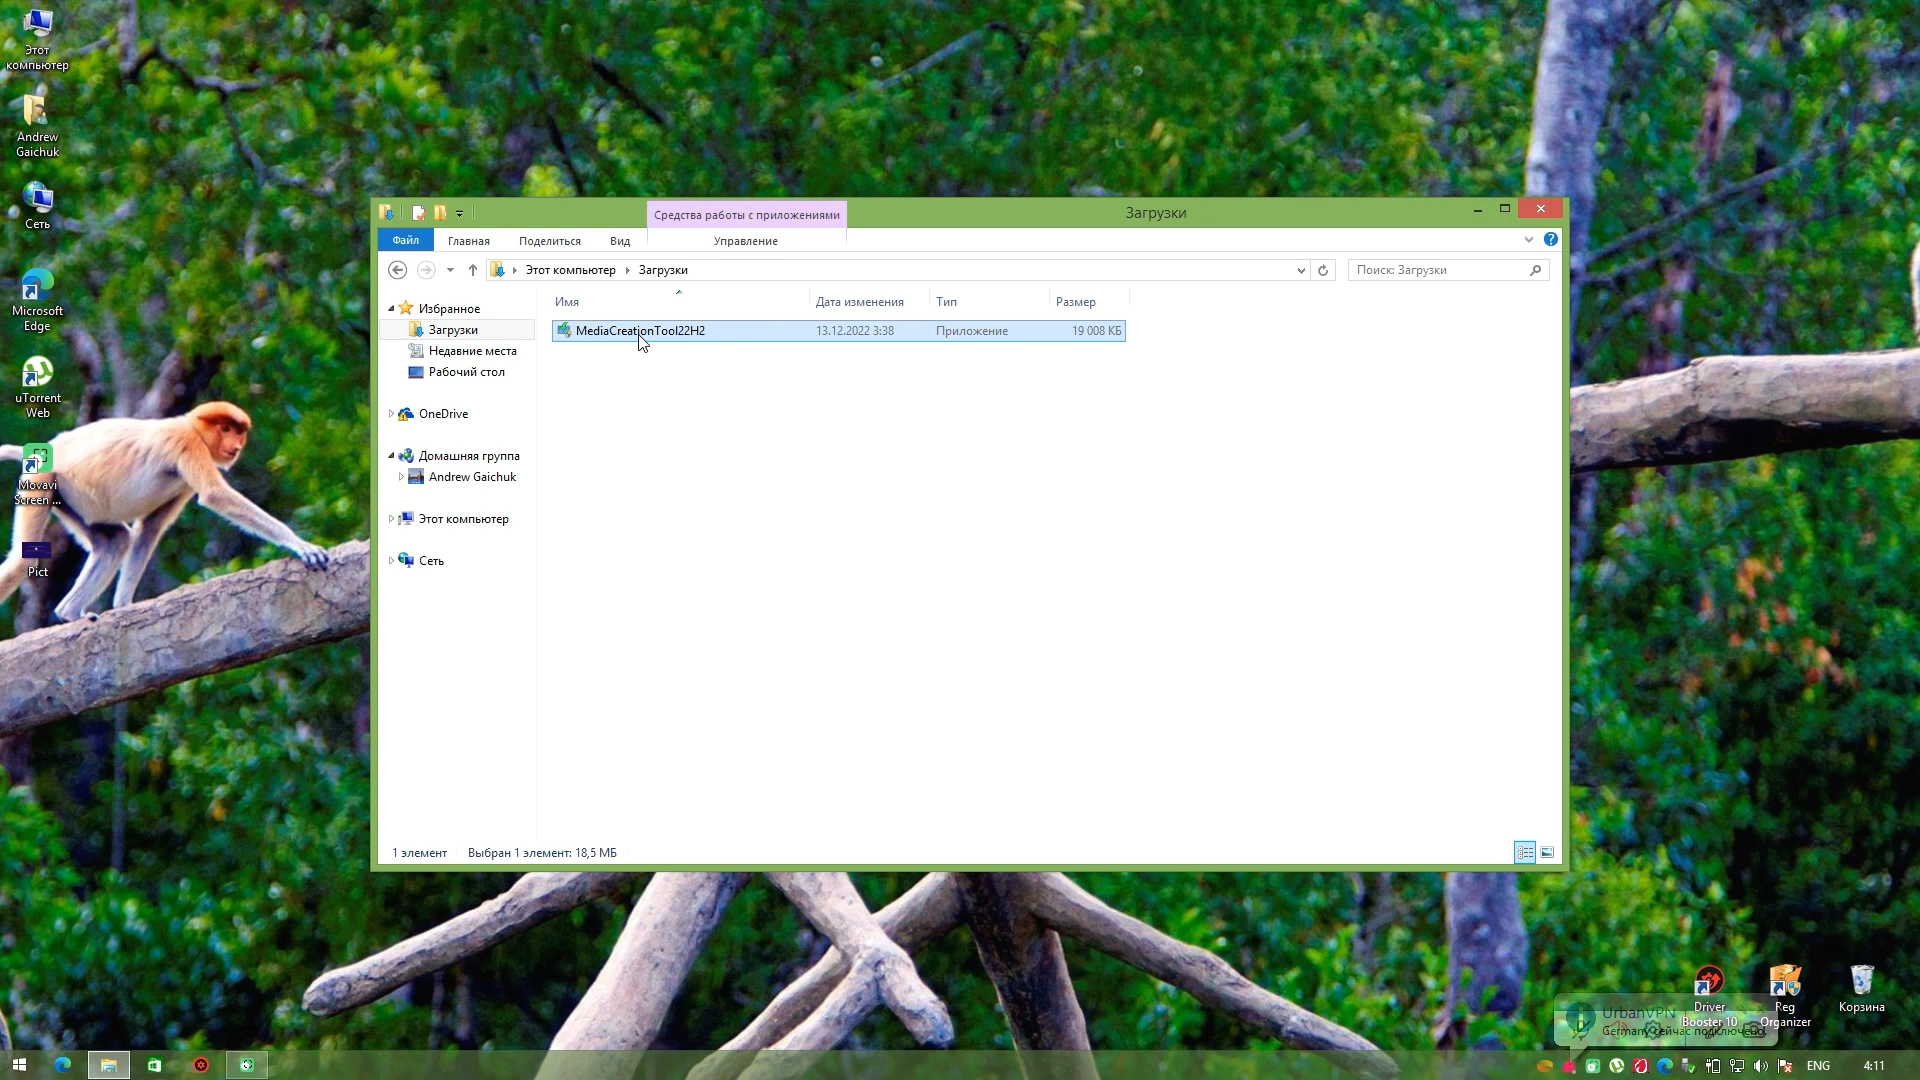 Этот
компьютер
Andrew
Gaichuk
Сеть
Microsoft
Edge
uTorrent
Web
Movavi
Screen ...
Pict
Средства работы с приложениями
Загрузки
Файл
Главная
Поделиться
Вид
Управление
Этот компьютер
Загрузки
Поиск: Загрузки
Избранное
Загрузки
Недавние места
Рабочий стол
OneDrive
Домашняя группа
Andrew Gaichuk
Этот компьютер
Сеть
Имя
Дата изменения
Тип
Размер
MediaCreationTool22H2
13.12.2022 3:38
Приложение
19 008 КБ
1 элемент
Выбран 1 элемент: 18,5 МБ
Driver
Booster 10
Reg
Organizer
Корзина
UrbanVPN
Germany сейчас подключено.
ENG
4:11